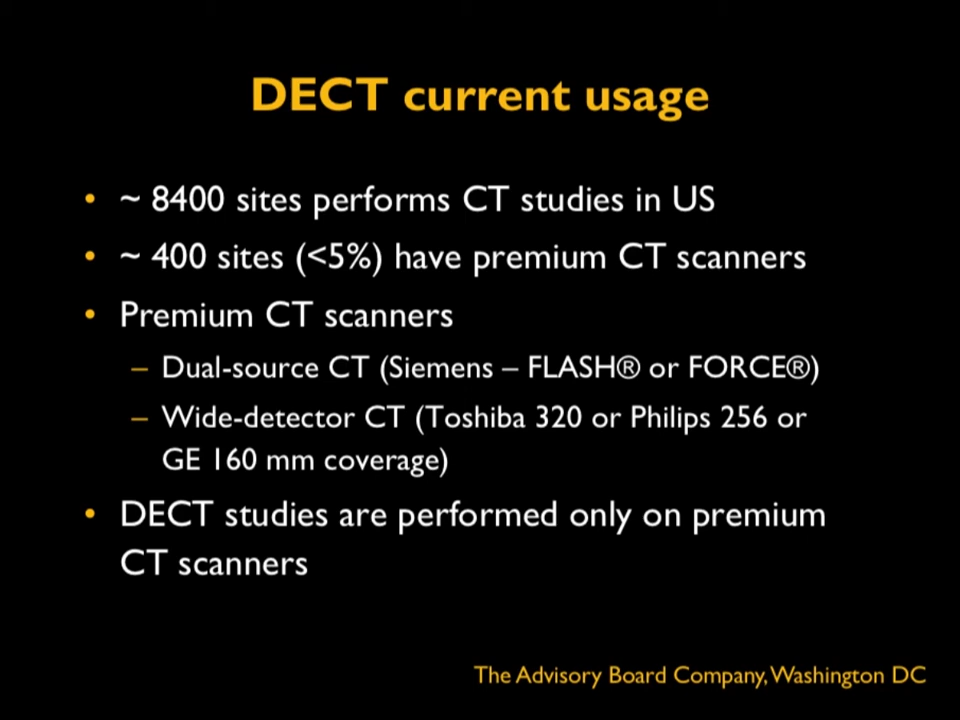 DECT current usage
• ~ 8400 sites performs CT studies in US
• ~ 400 sites (<5%) have premium CT scanners
• Premium CT scanners
– Dual-source CT (Siemens – FLASH® or FORCE®)
– Wide-detector CT (Toshiba 320 or Philips 256 or
GE 160 mm coverage)
• DECT studies are performed only on premium
CT scanners
The Advisory Board Company, Washington DC